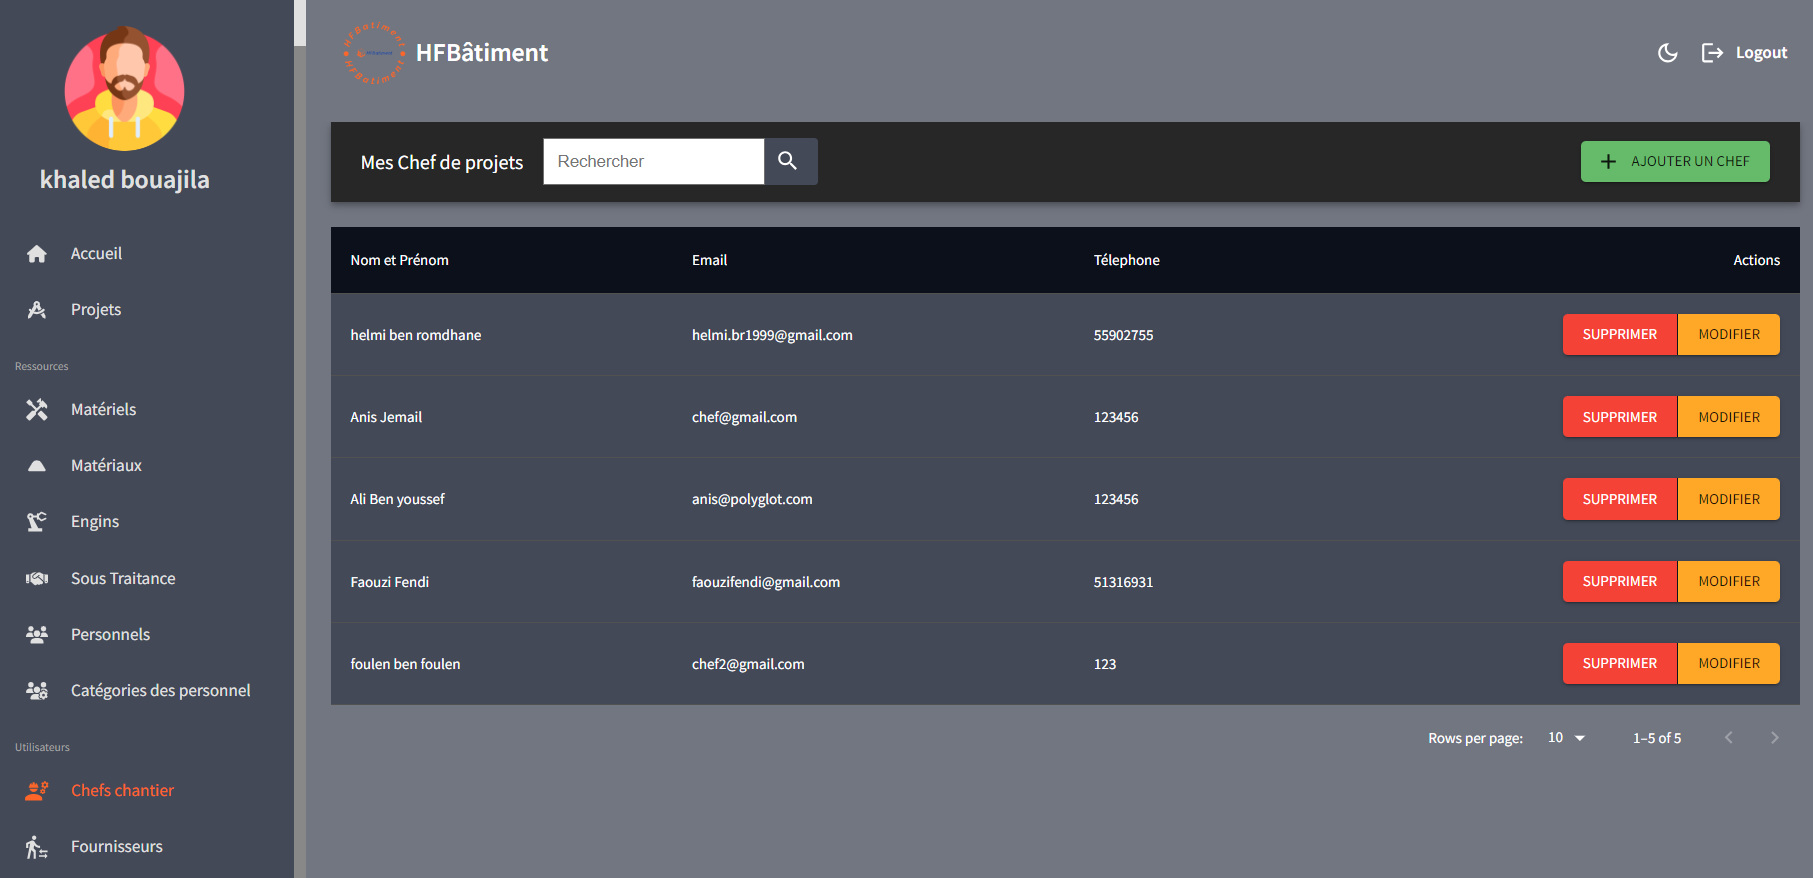 khaled bouajila
Accueil
Projets
Ressources
Matériels
Matériaux
Engins
Sous Traitance
Personnels
Catégories des personnel
Utilisateurs
Chefs chantier
Fournisseurs
HFBatiment
HFBatiment
HFBâtiment
Logout
Mes Chef de projets
Rechercher
AJOUTER UN CHEF
Nom et Prénom Email Télephone Actions
helmi ben romdhane helmi.br1999@gmail.com 55902755 SUPPRIMER MODIFIER
Anis Jemail chef@gmail.com 123456 SUPPRIMER MODIFIER
Ali Ben youssef anis@polyglot.com 123456 SUPPRIMER MODIFIER
Faouzi Fendi faouzifendi@gmail.com 51316931 SUPPRIMER MODIFIER
foulen ben foulen chef2@gmail.com 123 SUPPRIMER MODIFIER
Rows per page: 10 1–5 of 5